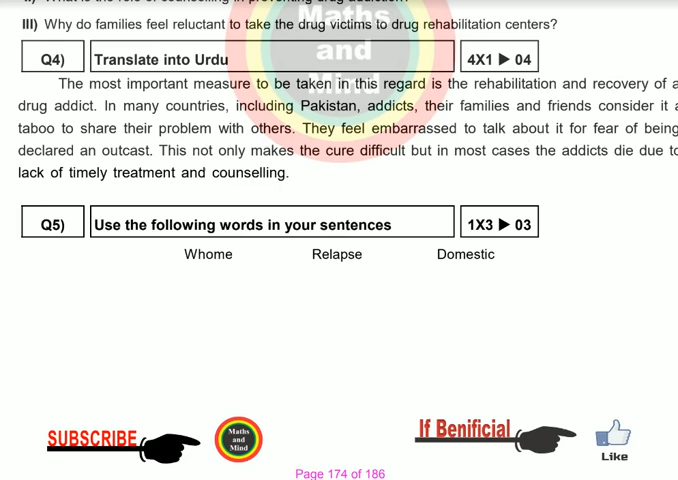 III) Why do families feel reluctant to take the drug victims to drug rehabilitation centers?
Q4) Translate into Urdu 4X1 ▶ 04
The most important measure to be taken in this regard is the rehabilitation and recovery of a
drug addict. In many countries, including Pakistan, addicts, their families and friends consider it a
taboo to share their problem with others. They feel embarrassed to talk about it for fear of being
declared an outcast. This not only makes the cure difficult but in most cases the addicts die due to
lack of timely treatment and counselling.
Q5) Use the following words in your sentences 1X3 ▶ 03
Whome Relapse Domestic
SUBSCRIBE
Maths
and
Mind
If Benificial
Like
Page 174 of 186
Maths
and
Mind